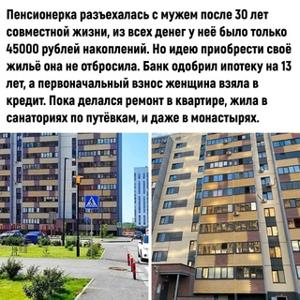 Пенсионерка разъехалась с мужем после 30 лет
совместной жизни, из всех денег у неё было только
45000 рублей накоплений. Но идею приобрести своё
жильё она не отбросила. Банк одобрил ипотеку на 13
лет, а первоначальный взнос женщина взяла в
кредит. Пока делался ремонт в квартире, жила в
санаториях по путёвкам, и даже в монастырях.